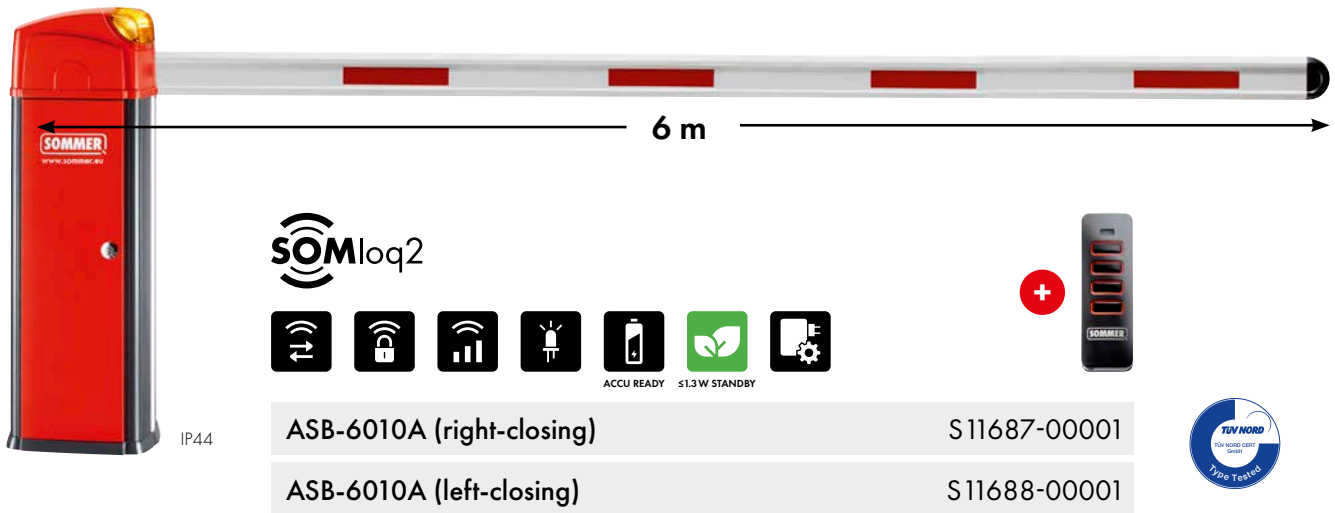 SOMMER
www.sommer.eu
6 m
SOMloq2
SOMMER
ACCU READY
≤1.3 W STANDBY
IP44
ASB-6010A (right-closing) S11687-00001
ASB-6010A (left-closing) S11688-00001
TÜV NORD
TÜV NORD CERT
GmbH
Type Tested